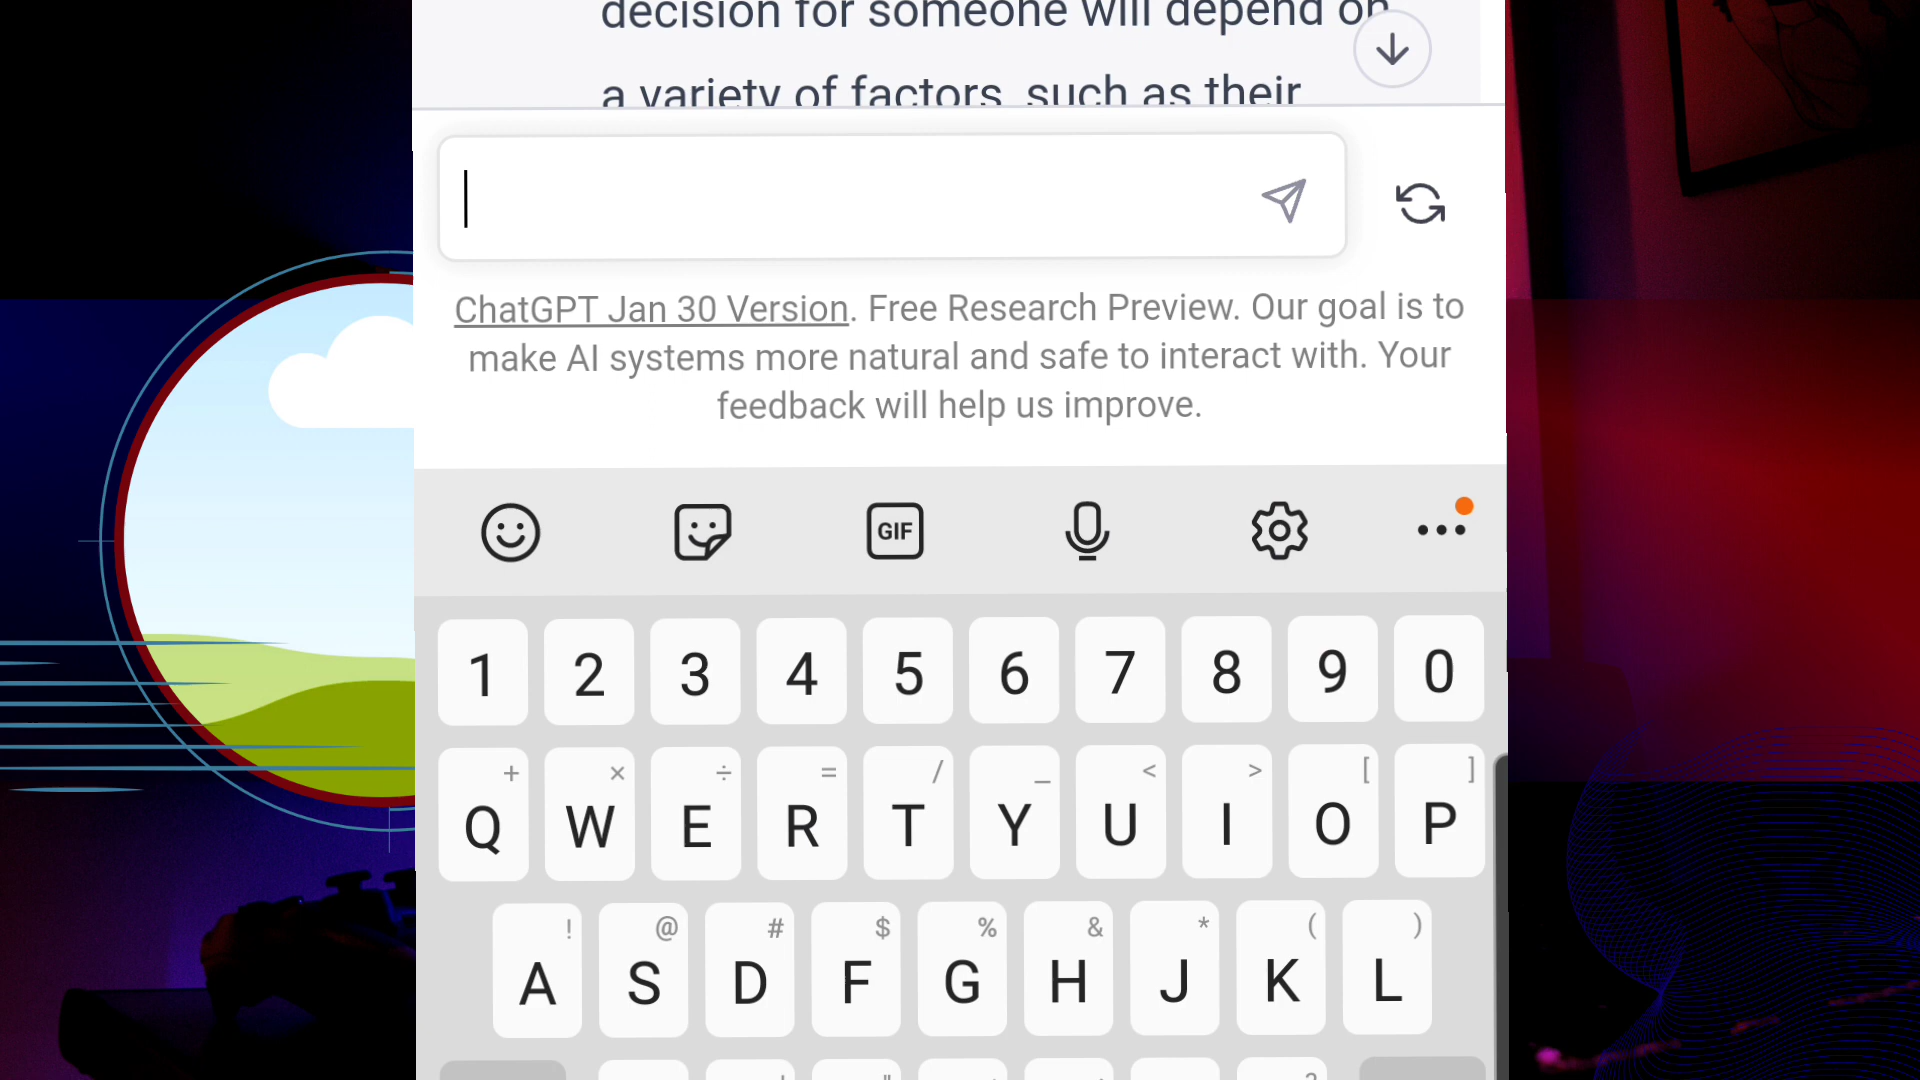 decision for someone will depend on
a variety of factors, such as their
ChatGPT Jan 30 Version. Free Research Preview. Our goal is to
make AI systems more natural and safe to interact with. Your
feedback will help us improve.
GIF
1 2 3 4 5 6 7 8 9 0
+ × ÷ = / _ < > [ ]
Q W E R T Y U I O P
! @ # $ % & * ( )
A S D F G H J K L